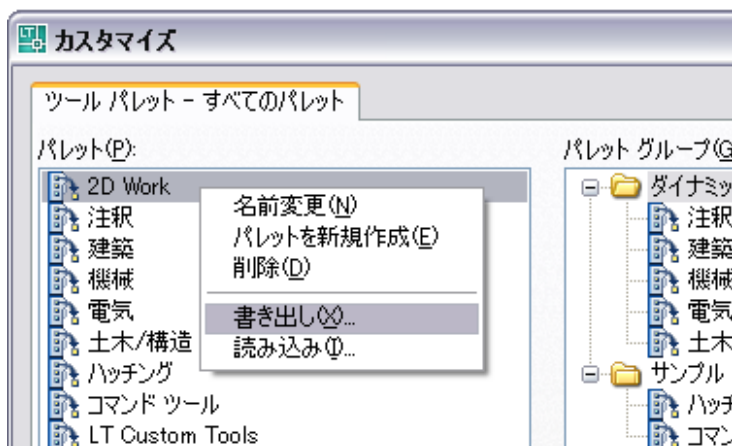 カスタマイズ
ツール パレット - すべてのパレット
パレット(P):
2D Work
注釈
建築
機械
電気
土木/構造
ハッチング
コマンド ツール
LT Custom Tools
名前変更(N)
パレットを新規作成(E)
削除(D)
書き出し(X)...
読み込み(I)...
パレット グループ(G
ダイナミッ
注釈
建築
機械
電気
土木
サンプル
ハッチ
コマン